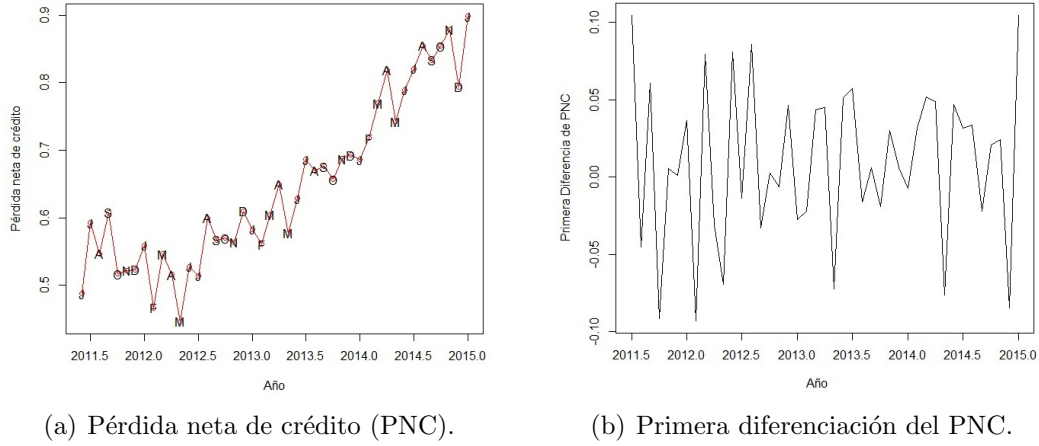 Pérdida neta de crédito
0.5 0.6 0.7 0.8 0.9
J J A S O N D J F M A M J J A S O N D J F M A M J J A S O N D J F M A M J J A S O N D J
2011.5 2012.0 2012.5 2013.0 2013.5 2014.0 2014.5 2015.0
Año
(a) Pérdida neta de crédito (PNC).
Primera Diferencia de PNC
-0.10 -0.05 0.00 0.05 0.10
2011.5 2012.0 2012.5 2013.0 2013.5 2014.0 2014.5 2015.0
Año
(b) Primera diferenciación del PNC.